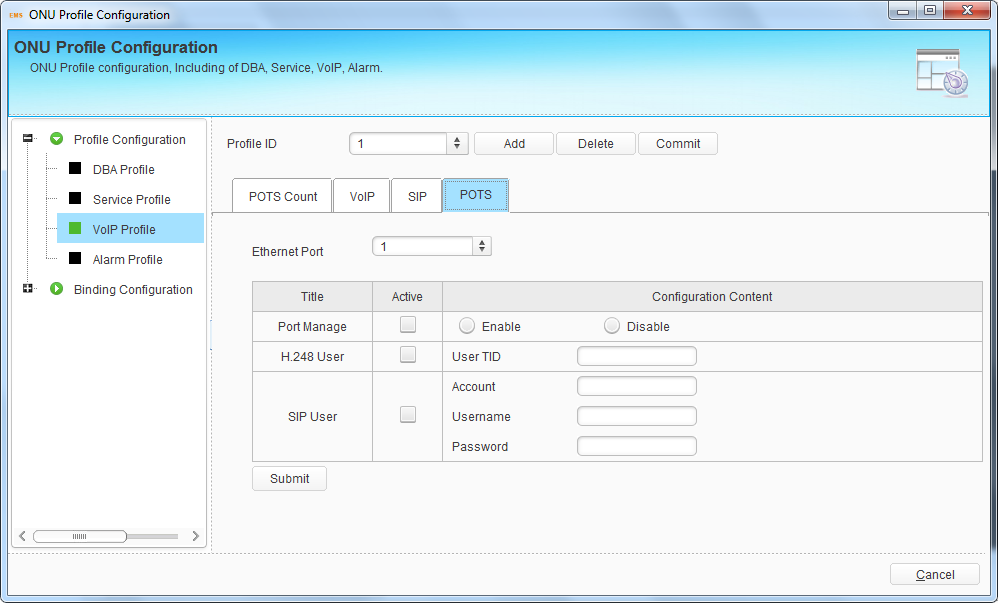 EMS ONU Profile Configuration
ONU Profile Configuration
ONU Profile configuration, Including of DBA, Service, VoIP, Alarm.
Profile Configuration
DBA Profile
Service Profile
VoIP Profile
Alarm Profile
Binding Configuration
Profile ID 1 Add Delete Commit
POTS Count VoIP SIP POTS
Ethernet Port 1
Title Active Configuration Content
Port Manage Enable Disable
H.248 User User TID
SIP User
Account
Username
Password
Submit
Cancel